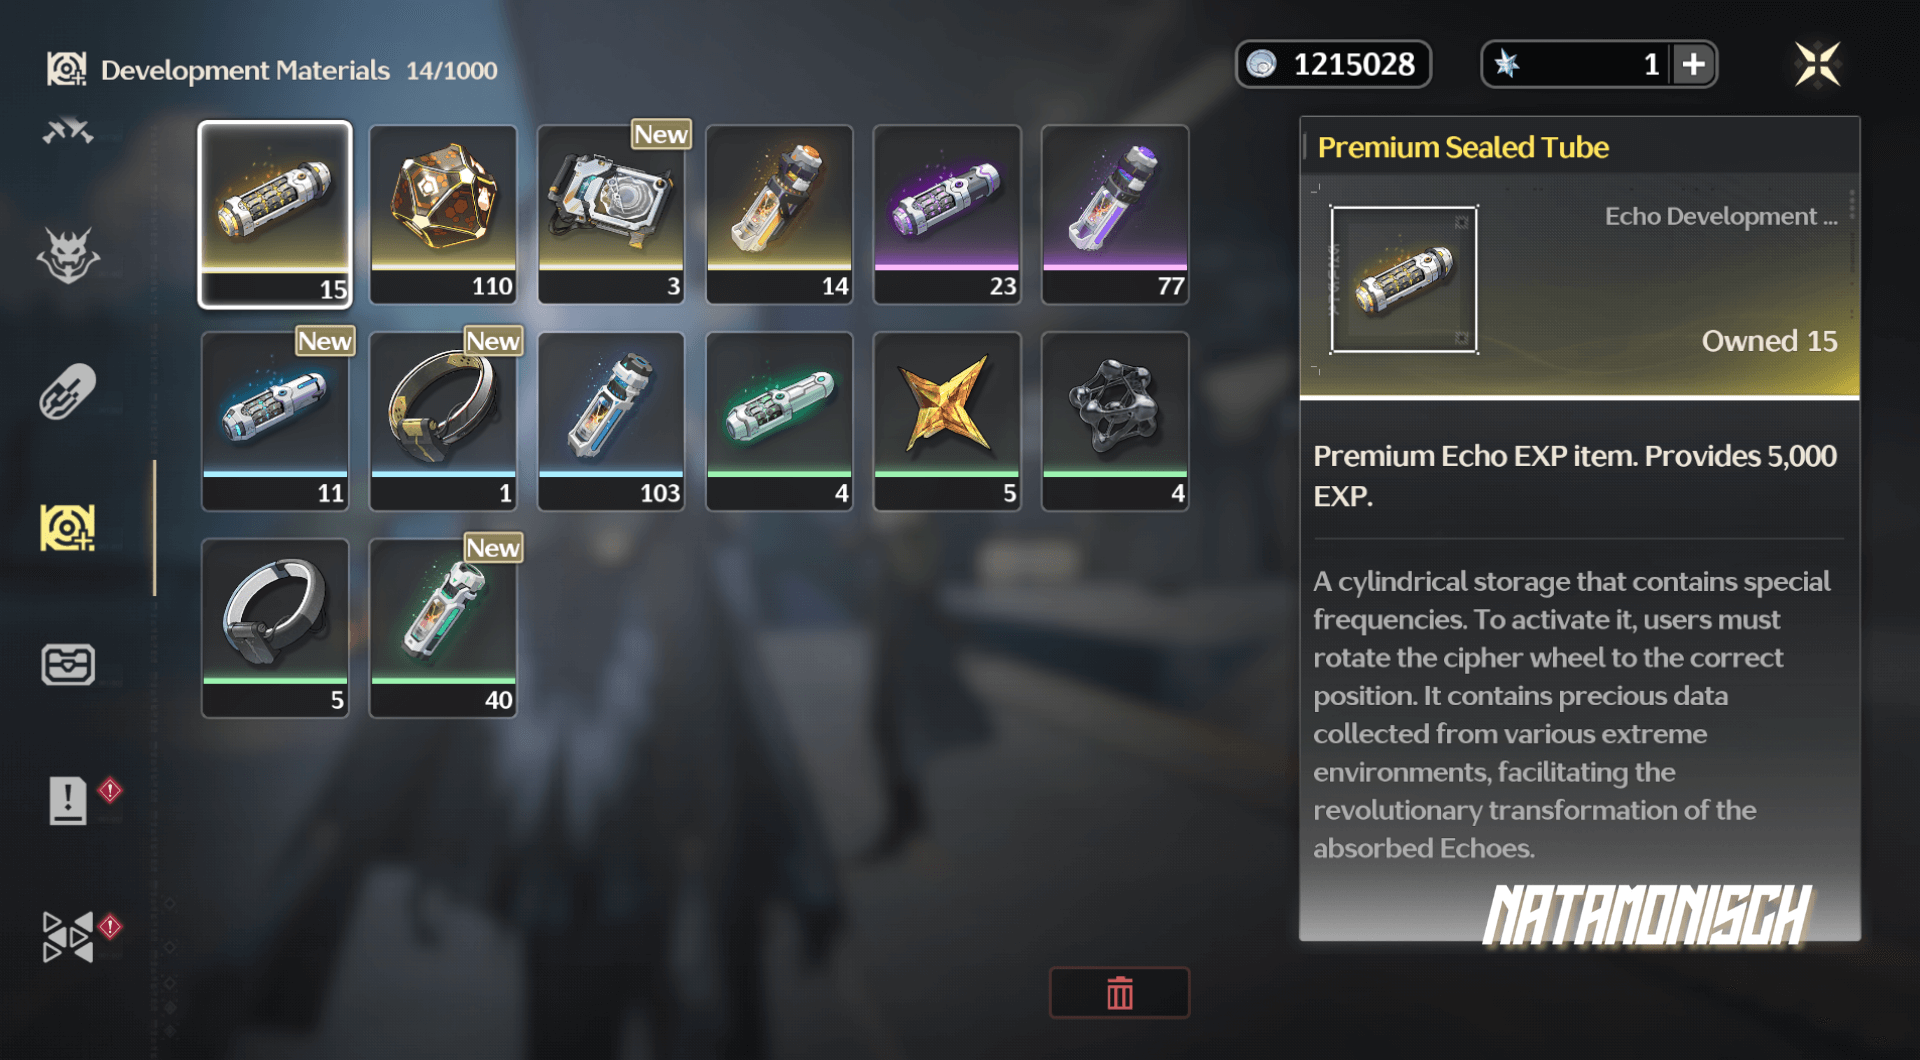 Development Materials 14/1000
1215028
1
New
15
110
3
14
23
77
New
New
11
1
103
4
5
4
New
5
40
Premium Sealed Tube
Echo Development ...
Owned 15
Premium Echo EXP item. Provides 5,000
EXP.
A cylindrical storage that contains special
frequencies. To activate it, users must
rotate the cipher wheel to the correct
position. It contains precious data
collected from various extreme
environments, facilitating the
revolutionary transformation of the
absorbed Echoes.
NATAMONISCH